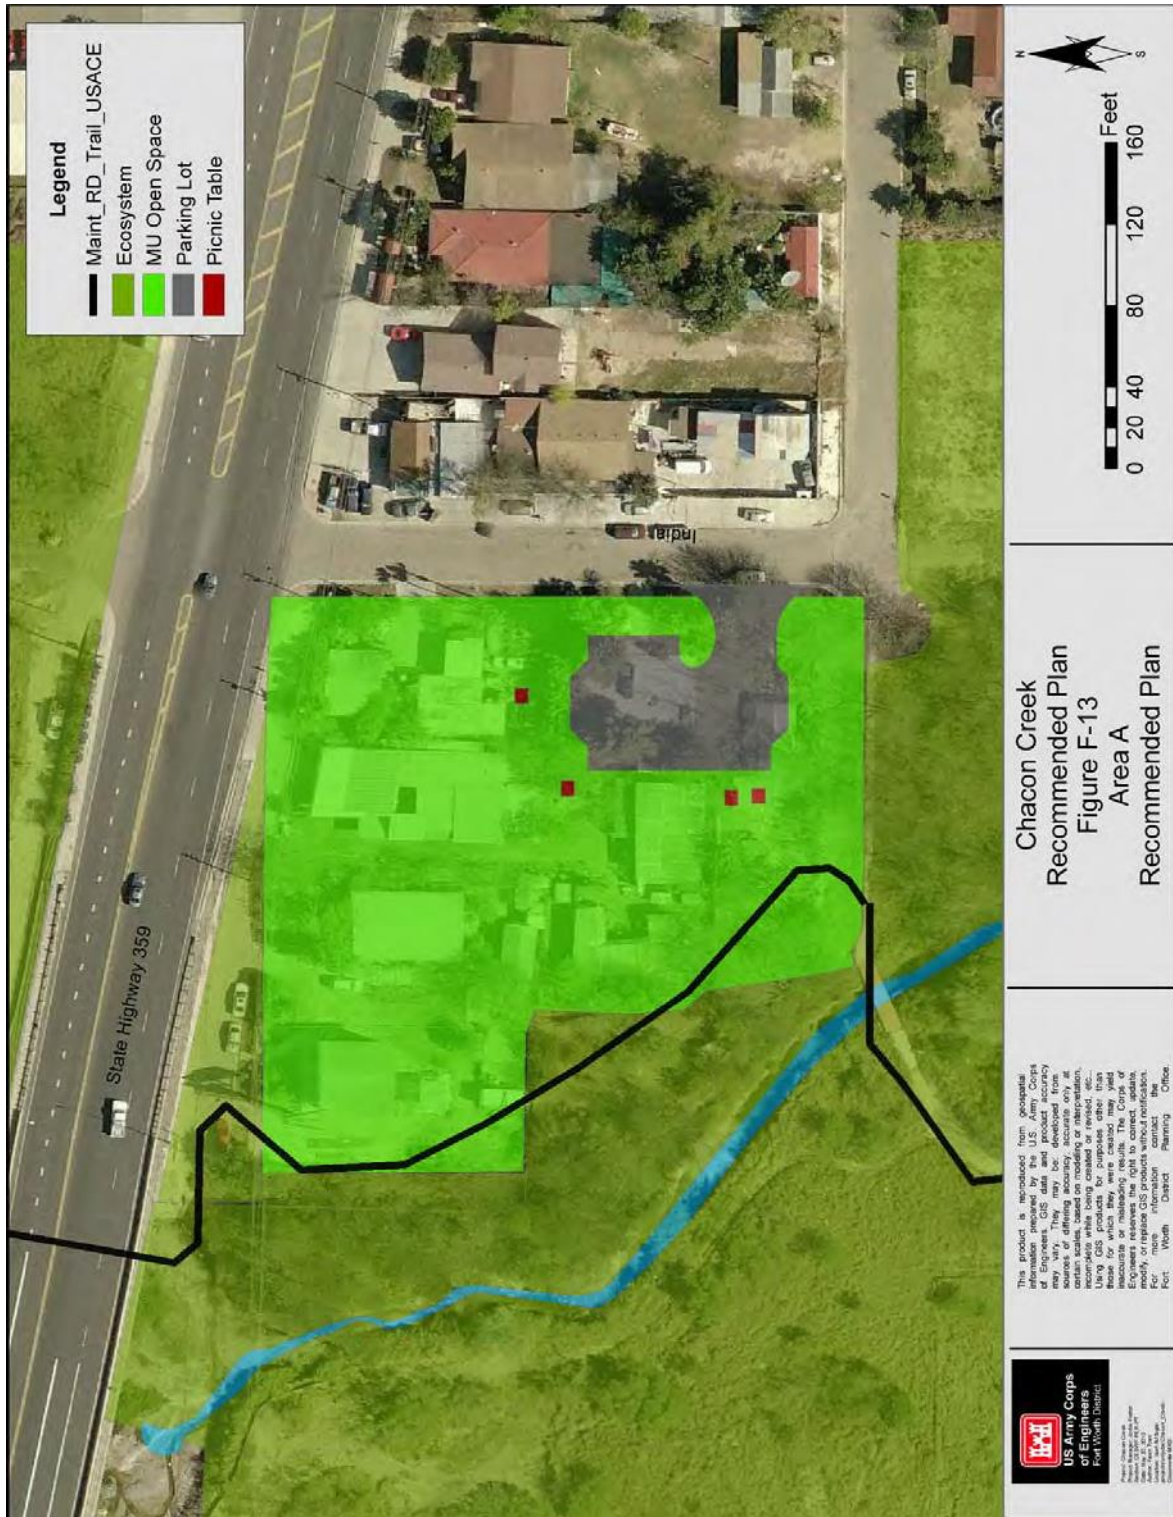 Legend
Maint_RD_Trail_USACE
Ecosystem
MU Open Space
Parking Lot
Picnic Table
State Highway 359
India
N
S
0 20 40 80 120 160
Feet
Chacon Creek
Recommended Plan
Figure F-13
Area A
Recommended Plan
This product is reproduced from geospatial
information prepared by the U.S. Army Corps
of Engineers. GIS data and product accuracy
may vary. They may be: developed from
sources of differing accuracy, accurate only at
certain scales, based on modeling or interpretation,
incomplete while being created or revised, etc.
Using GIS products for purposes other than
those for which they were created may yield
inaccurate or misleading results. The Corps of
Engineers reserves the right to correct, update,
modify, or replace GIS products without notification.
For more information contact the
Fort Worth District Planning Office.
US Army Corps
of Engineers
Fort Worth District